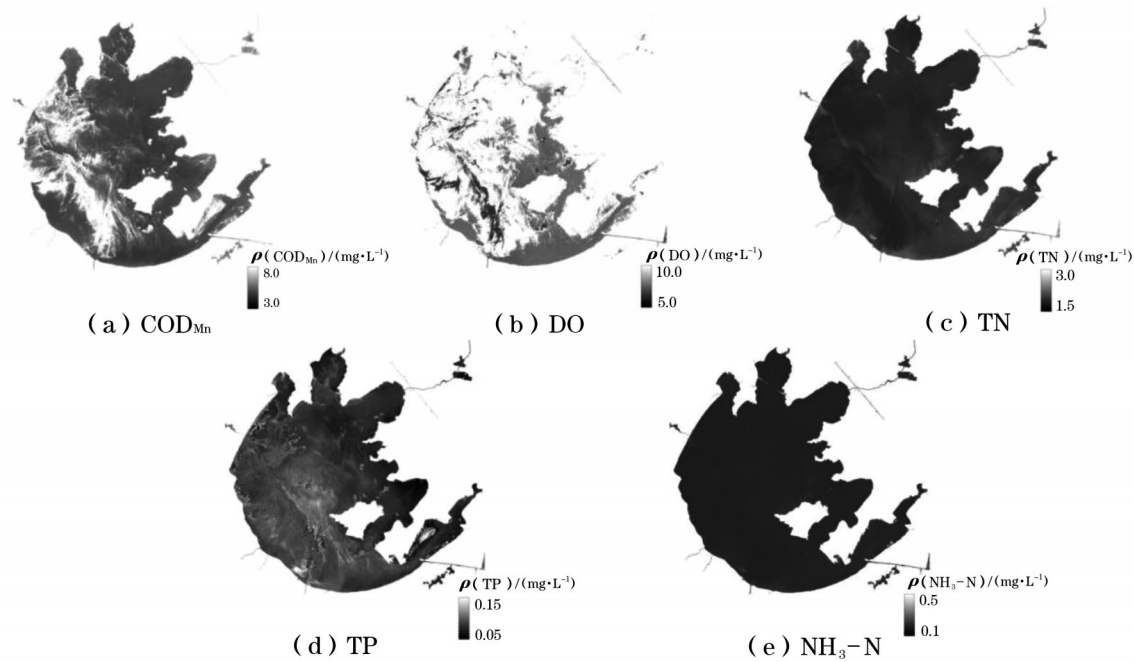 ρ(COD_Mn)/(mg•L⁻¹)
8.0
3.0
(a) COD_Mn
ρ(DO)/(mg•L⁻¹)
10.0
5.0
(b) DO
ρ(TN)/(mg•L⁻¹)
3.0
1.5
(c) TN
ρ(TP)/(mg•L⁻¹)
0.15
0.05
(d) TP
ρ(NH₃-N)/(mg•L⁻¹)
0.5
0.1
(e) NH₃-N